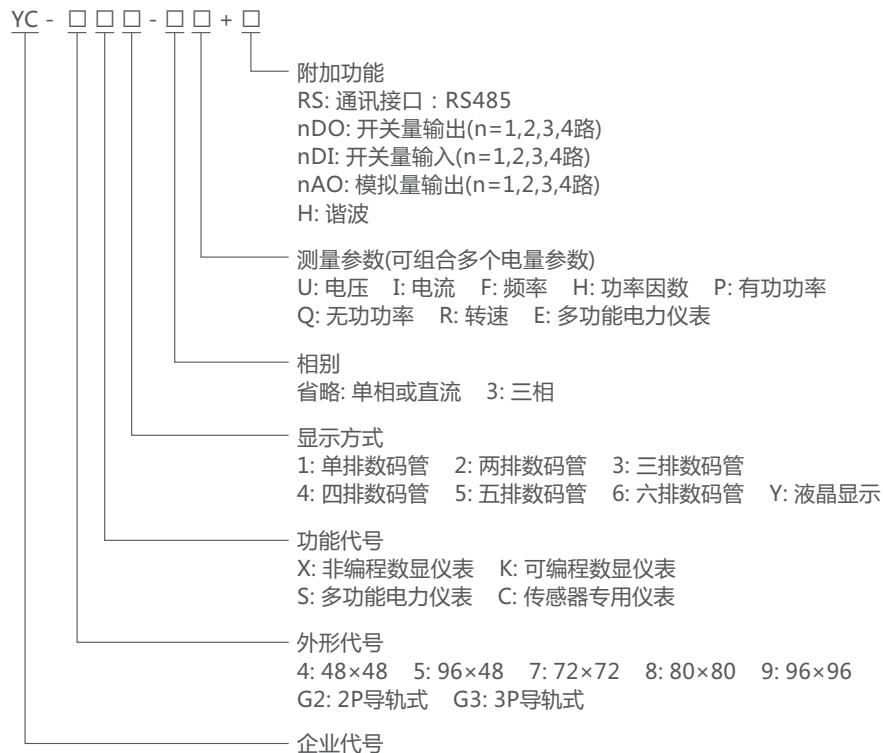 YC - □ □ □ - □ □ + □
附加功能
RS: 通讯接口：RS485
nDO: 开关量输出(n=1,2,3,4路)
nDI: 开关量输入(n=1,2,3,4路)
nAO: 模拟量输出(n=1,2,3,4路)
H: 谐波
测量参数(可组合多个电量参数)
U: 电压 I: 电流 F: 频率 H: 功率因数 P: 有功功率
Q: 无功功率 R: 转速 E: 多功能电力仪表
相别
省略: 单相或直流 3: 三相
显示方式
1: 单排数码管 2: 两排数码管 3: 三排数码管
4: 四排数码管 5: 五排数码管 6: 六排数码管 Y: 液晶显示
功能代号
X: 非编程数显仪表 K: 可编程数显仪表
S: 多功能电力仪表 C: 传感器专用仪表
外形代号
4: 48×48 5: 96×48 7: 72×72 8: 80×80 9: 96×96
G2: 2P导轨式 G3: 3P导轨式
企业代号